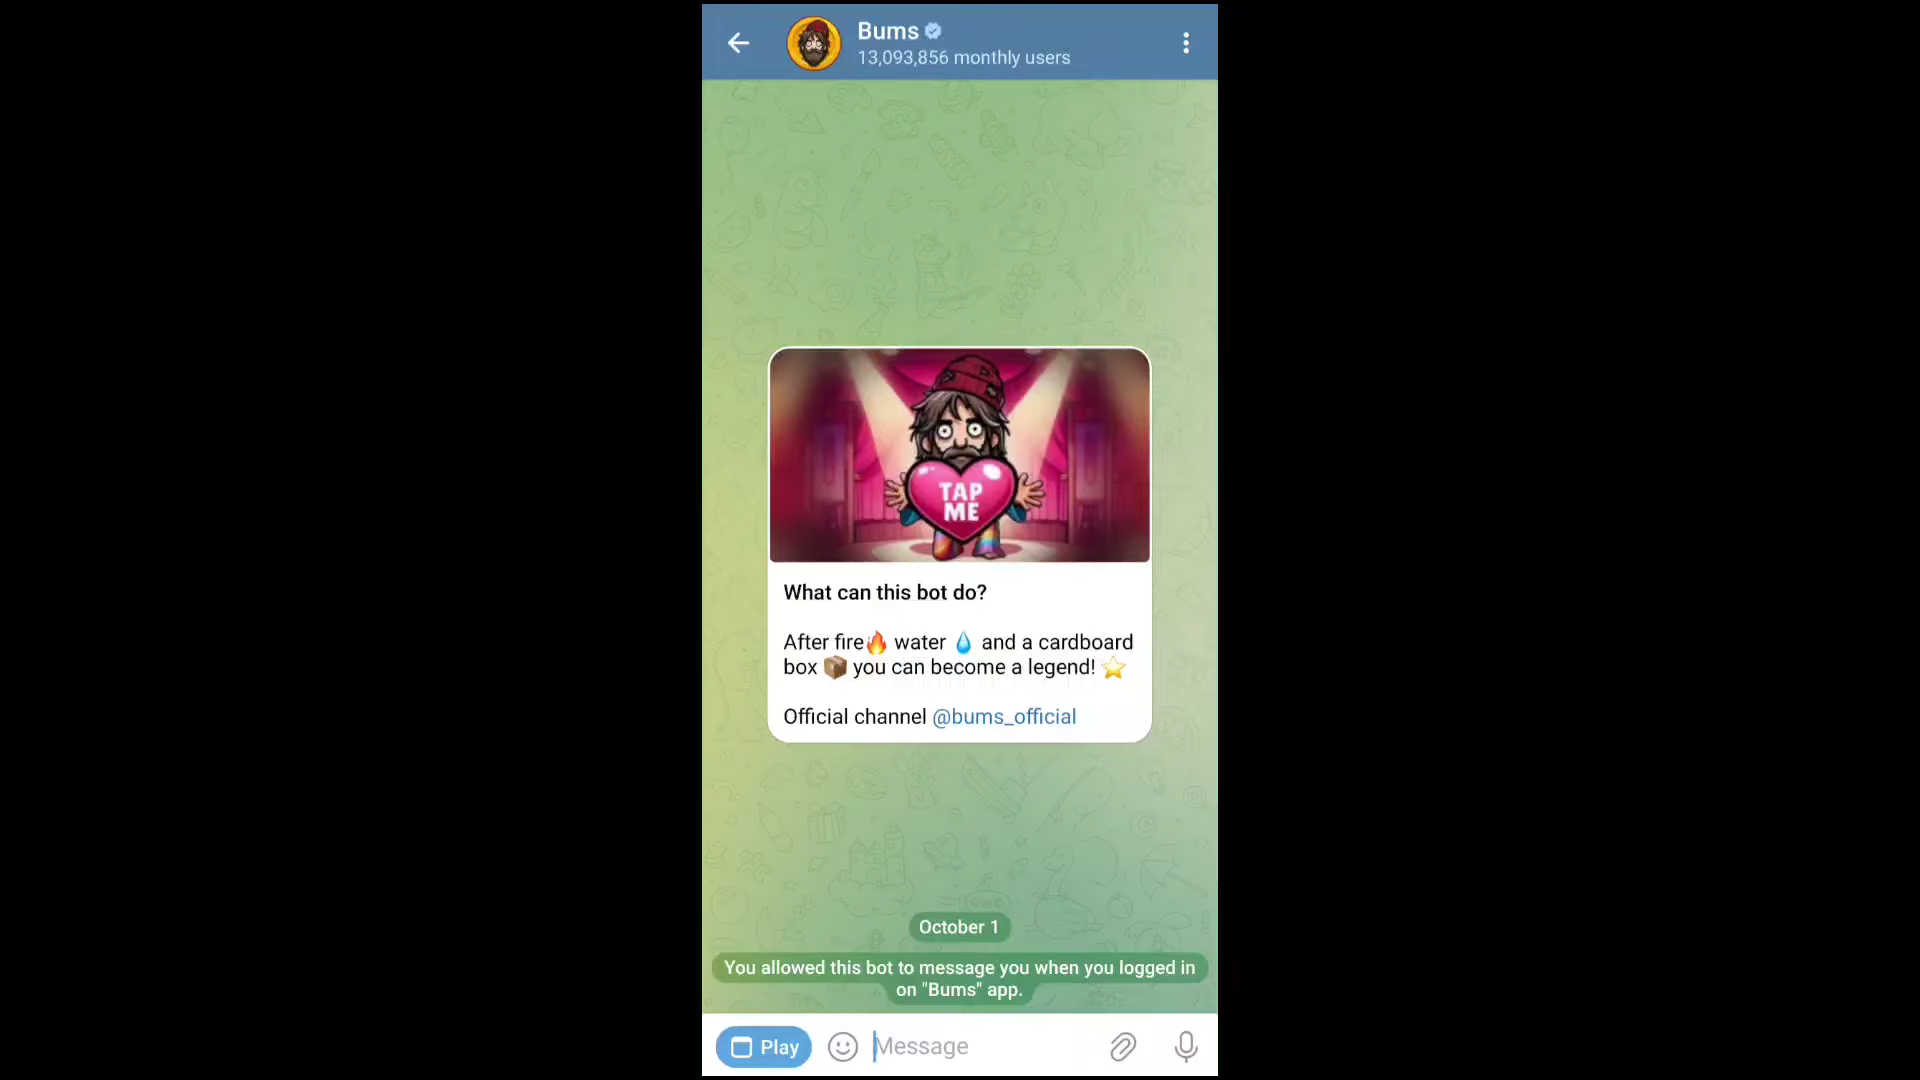 Bums
13,093,856 monthly users
TAP
ME
What can this bot do?
After fire🔥 water 💧 and a cardboard
box 📦 you can become a legend! ⭐
Official channel @bums_official
October 1
You allowed this bot to message you when you logged in
on "Bums" app.
Play
Message